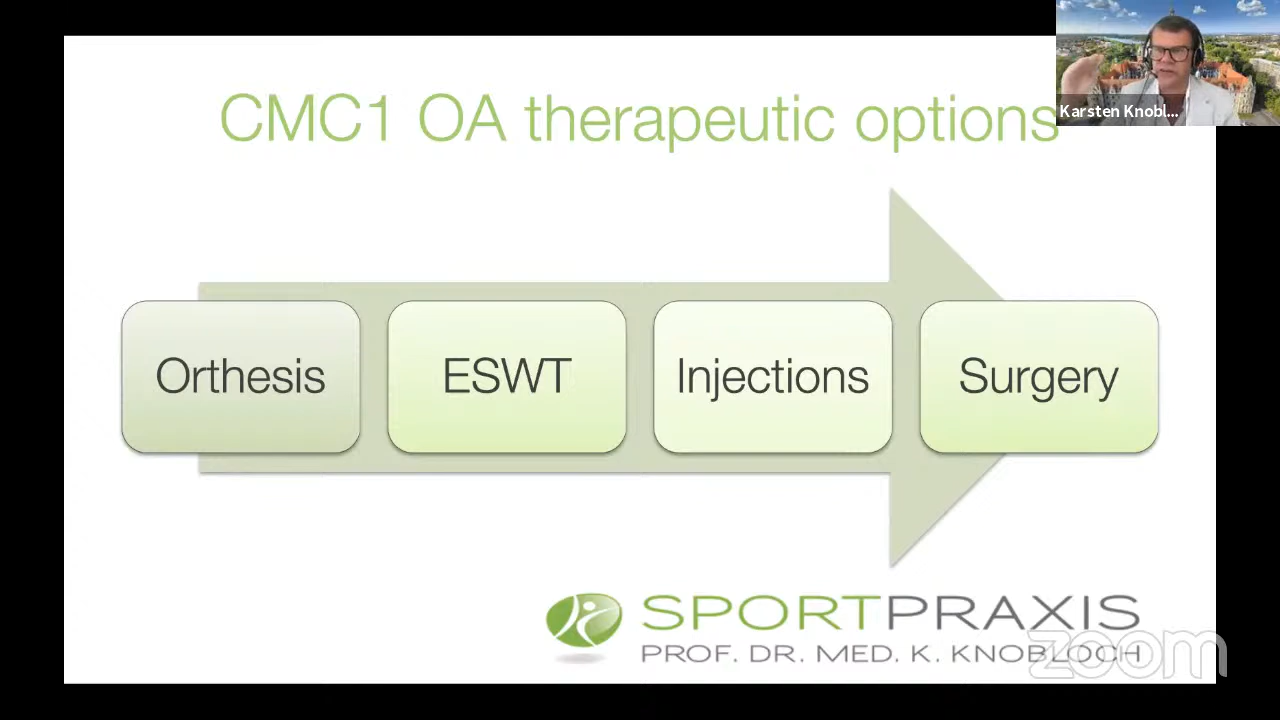 CMC1 OA therapeutic options
Karsten Knobl...
Orthesis
ESWT
Injections
Surgery
SPORTPRAXIS
PROF. DR. MED. K. KNOBLOCH
zoom